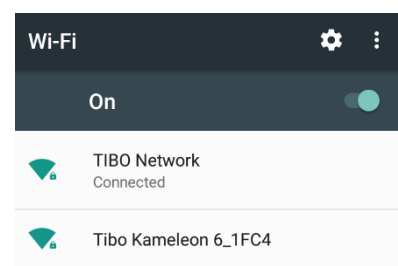 Wi-Fi
On
TIBO Network
Connected
Tibo Kameleon 6_1FC4